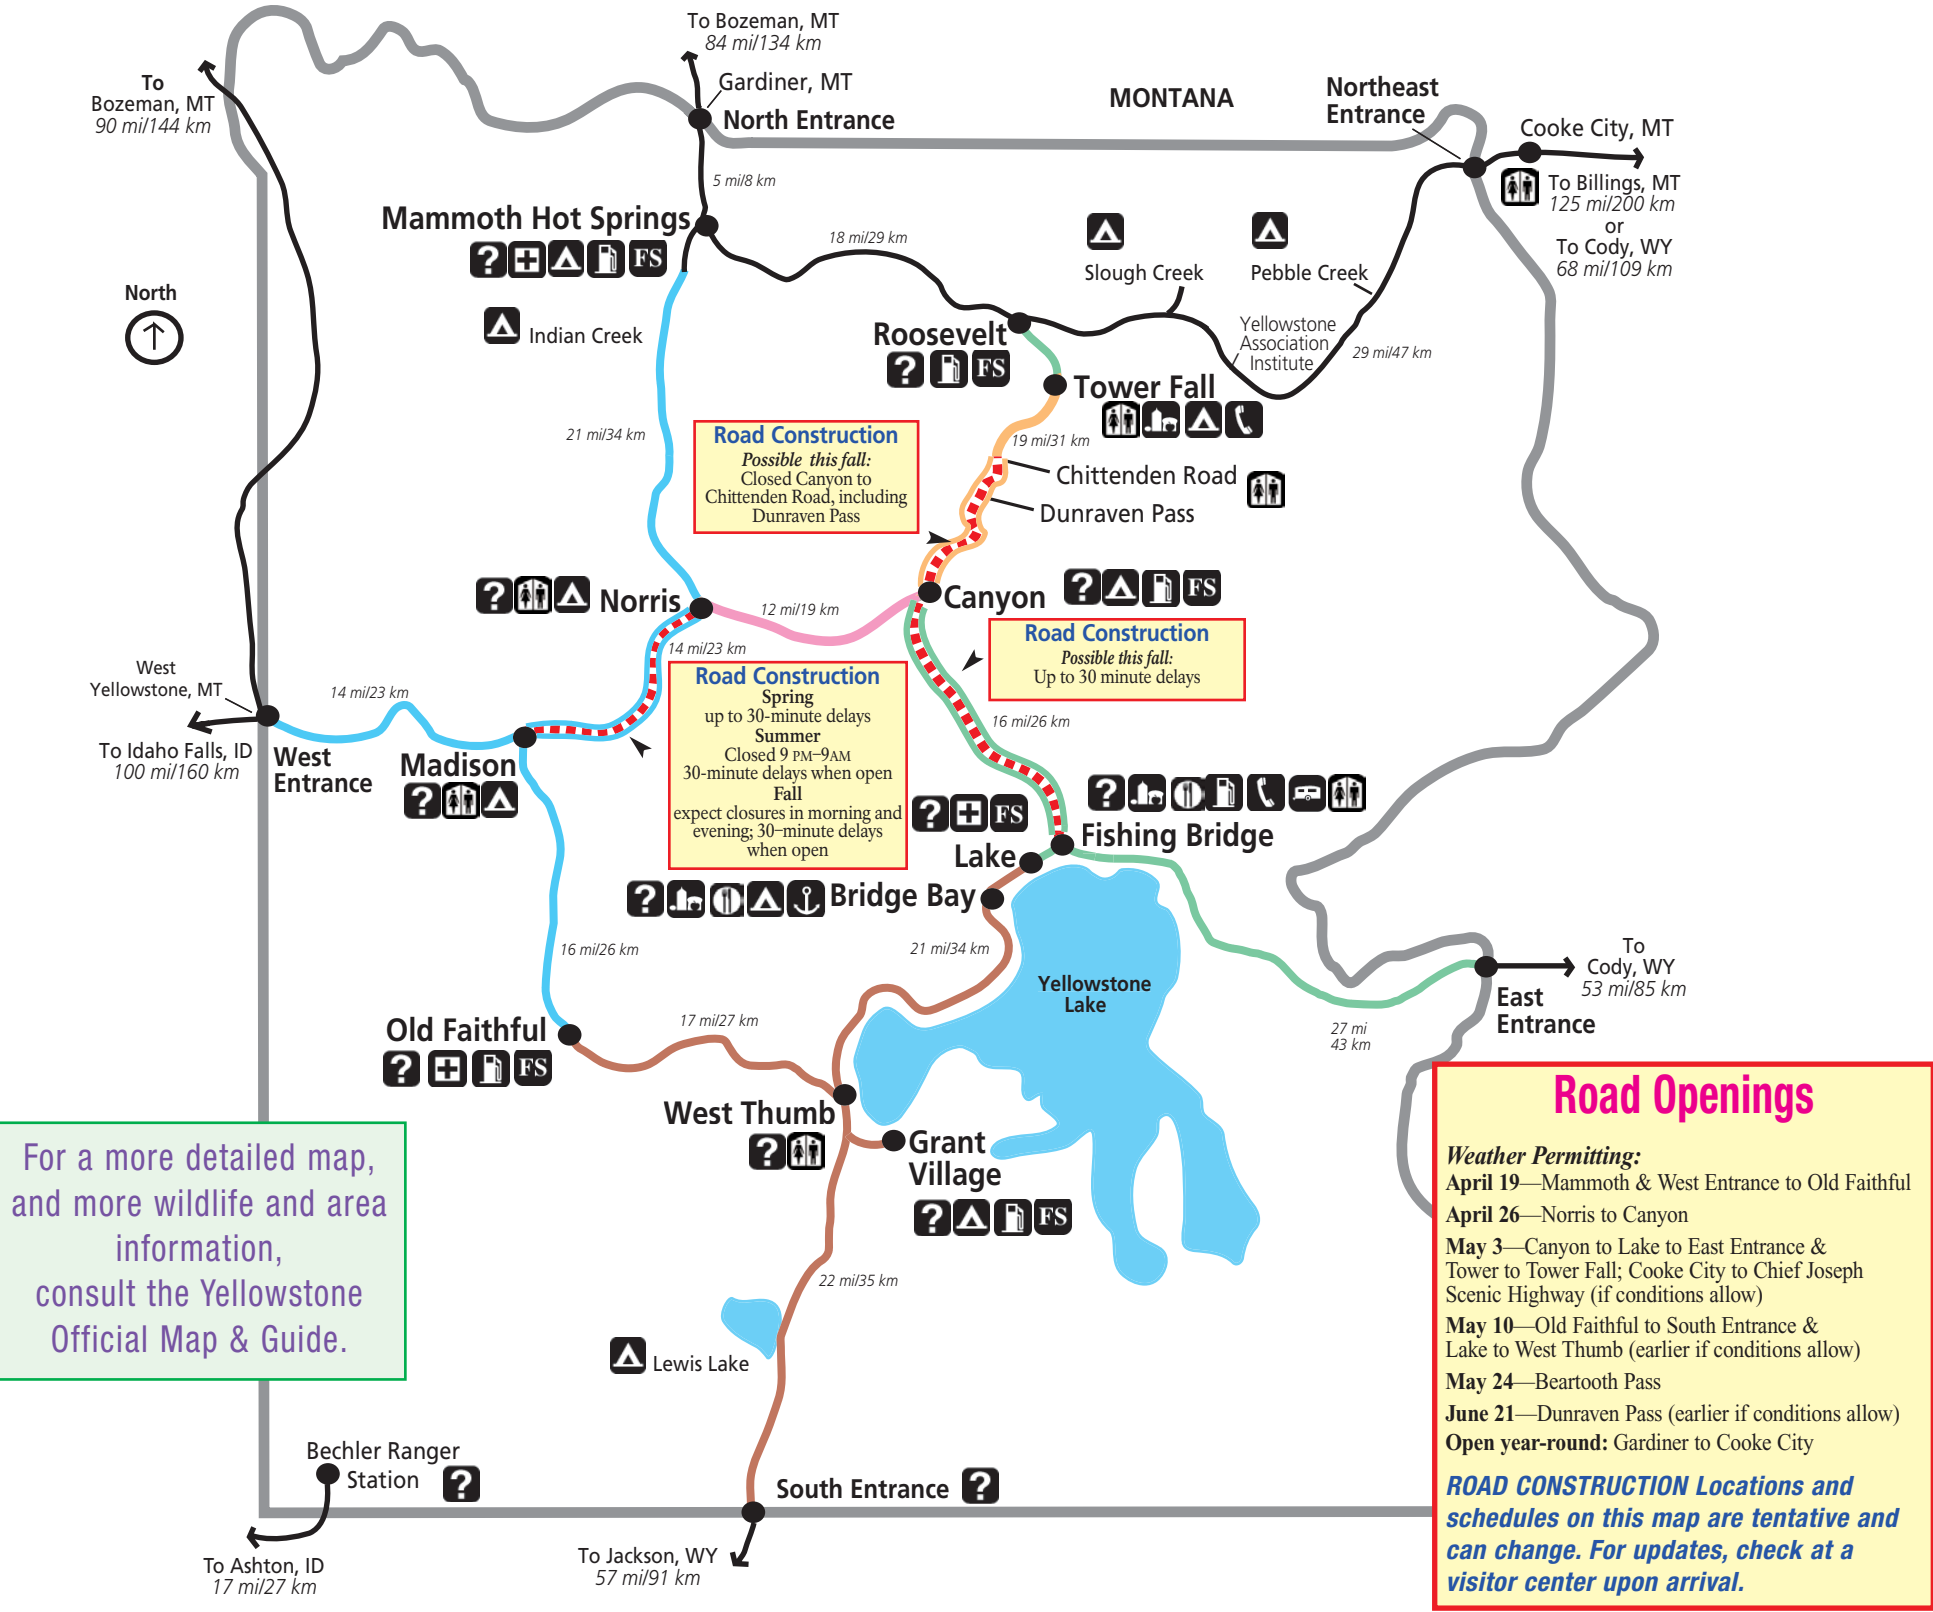 To Bozeman, MT
84 mi/134 km
Gardiner, MT
North Entrance
To
Bozeman, MT
90 mi/144 km
MONTANA
Northeast
Entrance
Cooke City, MT
To Billings, MT
125 mi/200 km
or
To Cody, WY
68 mi/109 km
5 mi/8 km
Mammoth Hot Springs
? FS
18 mi/29 km
Slough Creek
Pebble Creek
North
Indian Creek
Roosevelt
? FS
Yellowstone
Association
Institute
29 mi/47 km
Tower Fall
21 mi/34 km
19 mi/31 km
Road Construction
Possible this fall:
Closed Canyon to
Chittenden Road, including
Dunraven Pass
Chittenden Road
Dunraven Pass
? Norris
12 mi/19 km
Canyon ? FS
14 mi/23 km
Road Construction
Possible this fall:
Up to 30 minute delays
West
Yellowstone, MT
14 mi/23 km
To Idaho Falls, ID
100 mi/160 km
West
Entrance
Madison
?
Road Construction
Spring
up to 30-minute delays
Summer
Closed 9 PM–9AM
30-minute delays when open
Fall
expect closures in morning and
evening; 30–minute delays
when open
16 mi/26 km
?
Fishing Bridge
? FS
Lake
? Bridge Bay
16 mi/26 km
21 mi/34 km
Yellowstone
Lake
To
Cody, WY
53 mi/85 km
East
Entrance
27 mi
43 km
Old Faithful
? FS
17 mi/27 km
West Thumb
?
Grant
Village
? FS
22 mi/35 km
Lewis Lake
For a more detailed map,
and more wildlife and area
information,
consult the Yellowstone
Official Map & Guide.
Bechler Ranger
Station ?
To Ashton, ID
17 mi/27 km
South Entrance ?
To Jackson, WY
57 mi/91 km
Road Openings
Weather Permitting:
April 19—Mammoth & West Entrance to Old Faithful
April 26—Norris to Canyon
May 3—Canyon to Lake to East Entrance &
Tower to Tower Fall; Cooke City to Chief Joseph
Scenic Highway (if conditions allow)
May 10—Old Faithful to South Entrance &
Lake to West Thumb (earlier if conditions allow)
May 24—Beartooth Pass
June 21—Dunraven Pass (earlier if conditions allow)
Open year-round: Gardiner to Cooke City
ROAD CONSTRUCTION Locations and
schedules on this map are tentative and
can change. For updates, check at a
visitor center upon arrival.